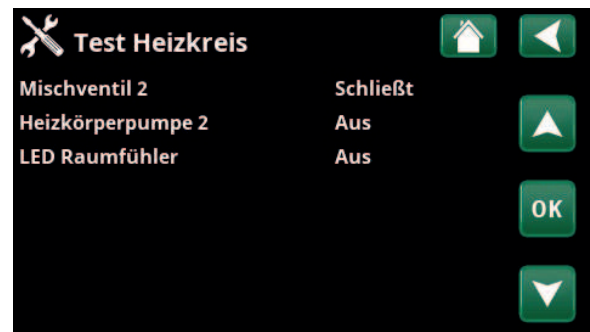 Test Heizkreis
Mischventil 2 Schließt
Heizkörperpumpe 2 Aus
LED Raumfühler Aus
OK